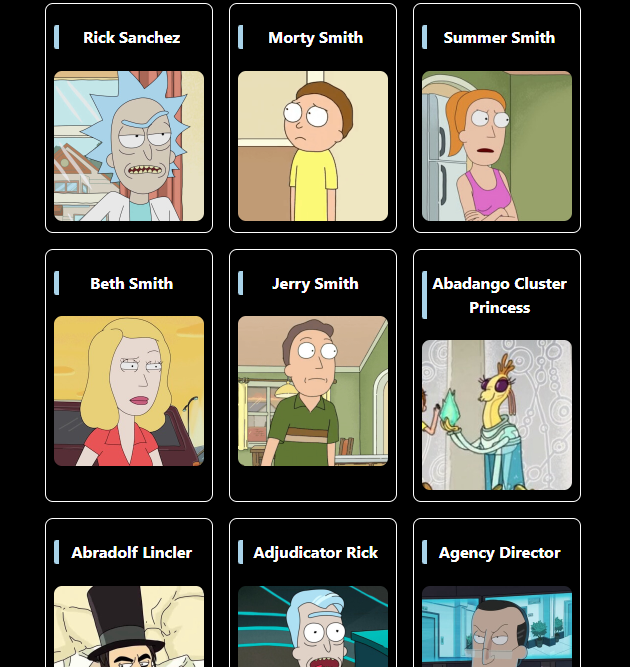 Rick Sanchez
Morty Smith
Summer Smith
Beth Smith
Jerry Smith
Abadango Cluster
Princess
Abradolf Lincler
Adjudicator Rick
Agency Director